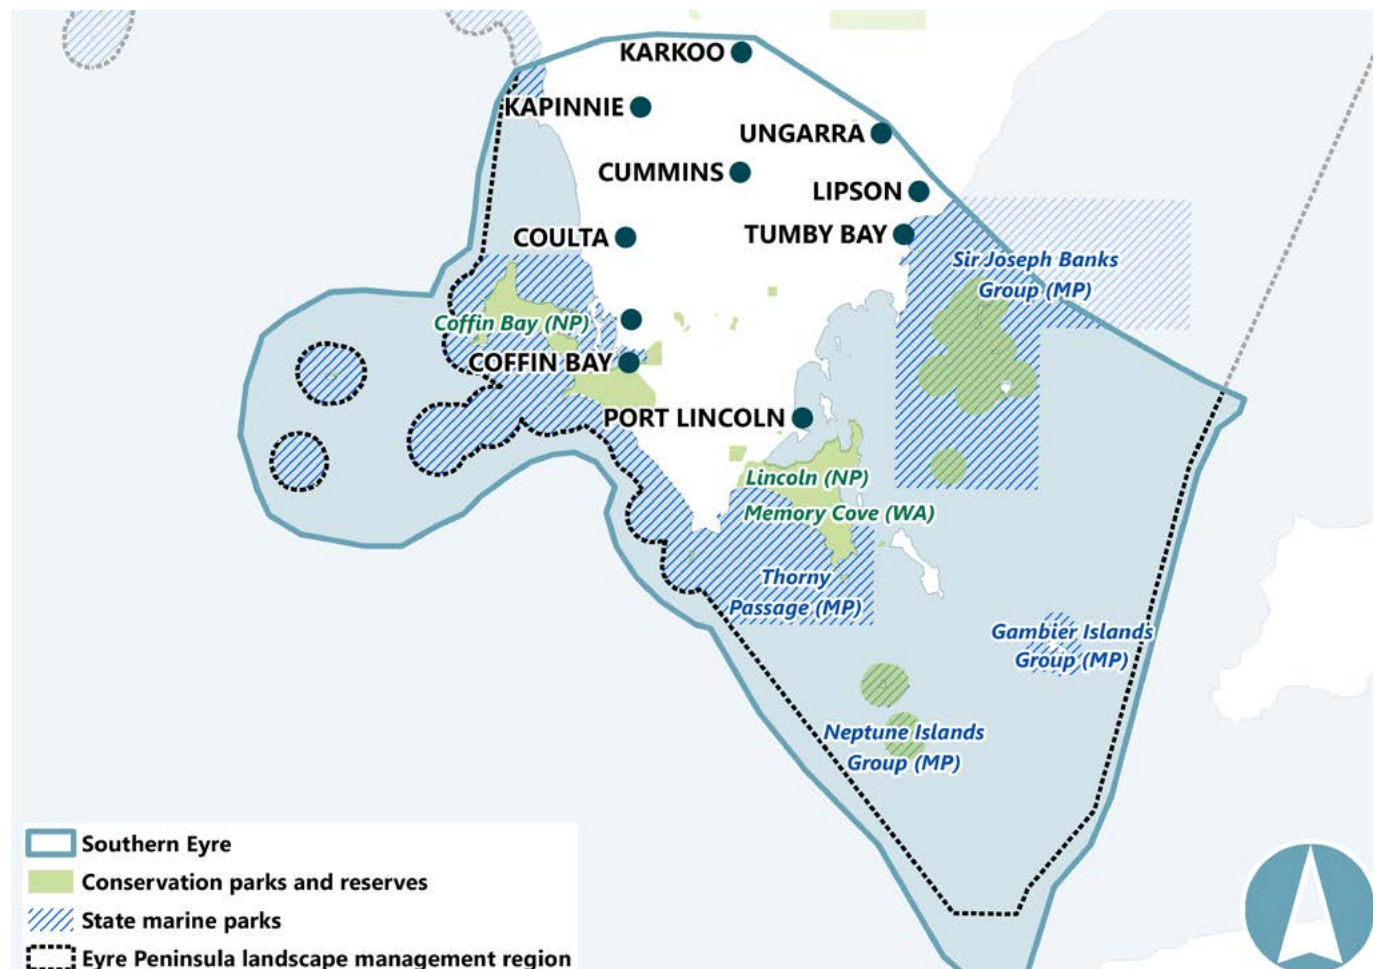 KARKOO
KAPINNIE
UNGARRA
CUMMINS
LIPSON
COULTA
TUMBY BAY
Sir Joseph Banks
Group (MP)
Coffin Bay (NP)
COFFIN BAY
PORT LINCOLN
Lincoln (NP)
Memory Cove (WA)
Thorny
Passage (MP)
Gambier Islands
Group (MP)
Neptune Islands
Group (MP)
Southern Eyre
Conservation parks and reserves
State marine parks
Eyre Peninsula landscape management region